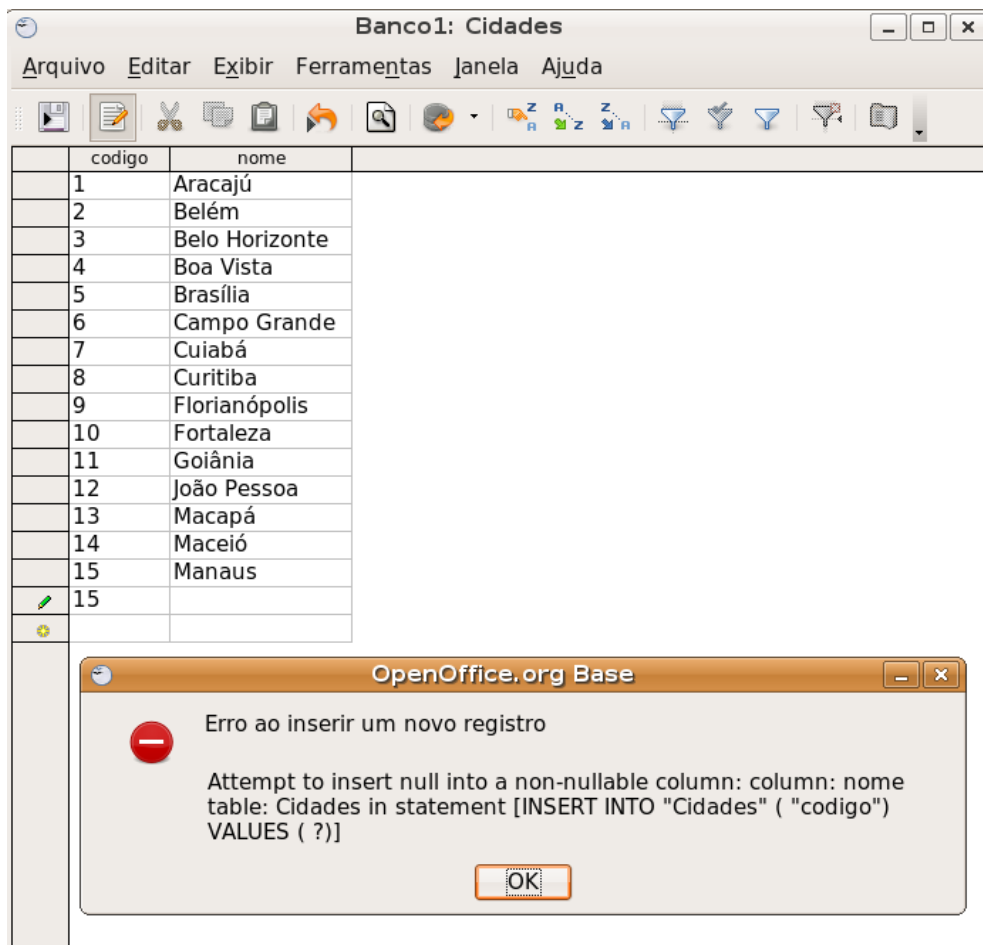 Banco1: Cidades
Arquivo Editar Exibir Ferramentas Janela Ajuda
codigo nome
1 Aracajú
2 Belém
3 Belo Horizonte
4 Boa Vista
5 Brasília
6 Campo Grande
7 Cuiabá
8 Curitiba
9 Florianópolis
10 Fortaleza
11 Goiânia
12 João Pessoa
13 Macapá
14 Maceió
15 Manaus
15
OpenOffice.org Base
Erro ao inserir um novo registro
Attempt to insert null into a non-nullable column: column: nome
table: Cidades in statement [INSERT INTO "Cidades" ( "codigo")
VALUES ( ?)]
OK